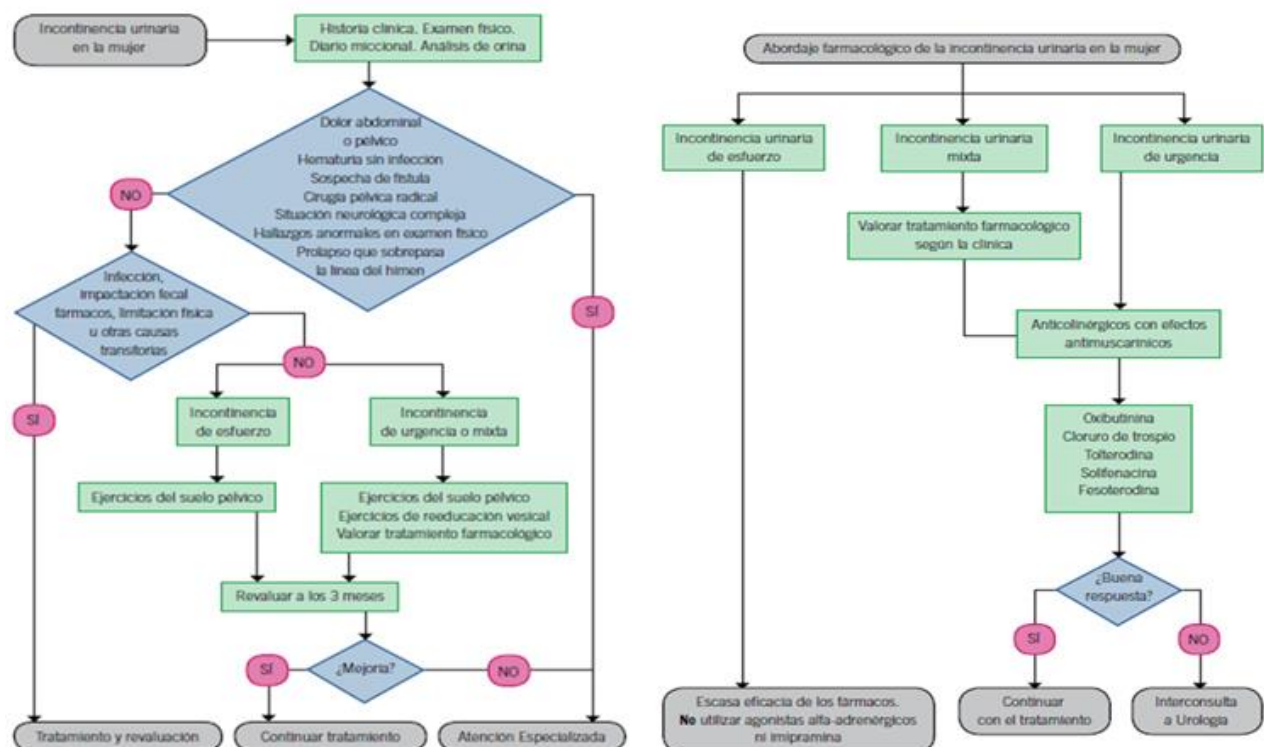 Incontinencia urinaria
en la mujer
Historia clínica. Examen físico.
Diario miccional. Análisis de orina
Dolor abdominal
o pélvico
Hematuria sin infección
Sospecha de fístula
Cirugía pélvica radical
Situación neurológica compleja
Hallazgos anormales en examen físico
Prolapso que sobrepasa
la línea del himen
NO
SÍ
Infección,
impactación fecal
fármacos, limitación física
u otras causas
transitorias
NO
SÍ
Incontinencia
de esfuerzo
Incontinencia
de urgencia o mixta
Ejercicios del suelo pélvico
Ejercicios del suelo pélvico
Ejercicios de reeducación vesical
Valorar tratamiento farmacológico
Revaluar a los 3 meses
¿Mejoría?
SÍ
NO
Tratamiento y revaluación
Continuar tratamiento
Atención Especializada
Abordaje farmacológico de la incontinencia urinaria en la mujer
Incontinencia urinaria
de esfuerzo
Incontinencia urinaria
mixta
Incontinencia urinaria
de urgencia
Valorar tratamiento farmacológico
según la clínica
Anticolinérgicos con efectos
antimuscarínicos
Oxibutinina
Cloruro de trospio
Tolterodina
Solifenacina
Fesoterodina
¿Buena
respuesta?
SÍ
NO
Escasa eficacia de los fármacos.
No utilizar agonistas alfa-adrenérgicos
ni imipramina
Continuar
con el tratamiento
Interconsulta
a Urología